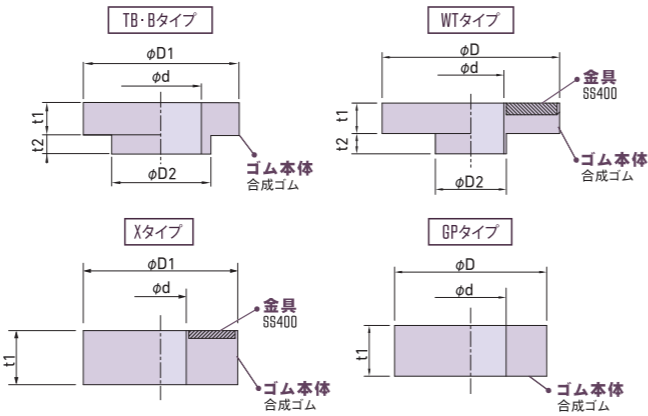 TB・Bタイプ
φD1
φd
t1
t2
φD2
ゴム本体
合成ゴム
WTタイプ
φD
φd
t1
t2
φD2
金具
SS400
ゴム本体
合成ゴム
Xタイプ
φD1
φd
t1
金具
SS400
ゴム本体
合成ゴム
GPタイプ
φD
φd
t1
ゴム本体
合成ゴム